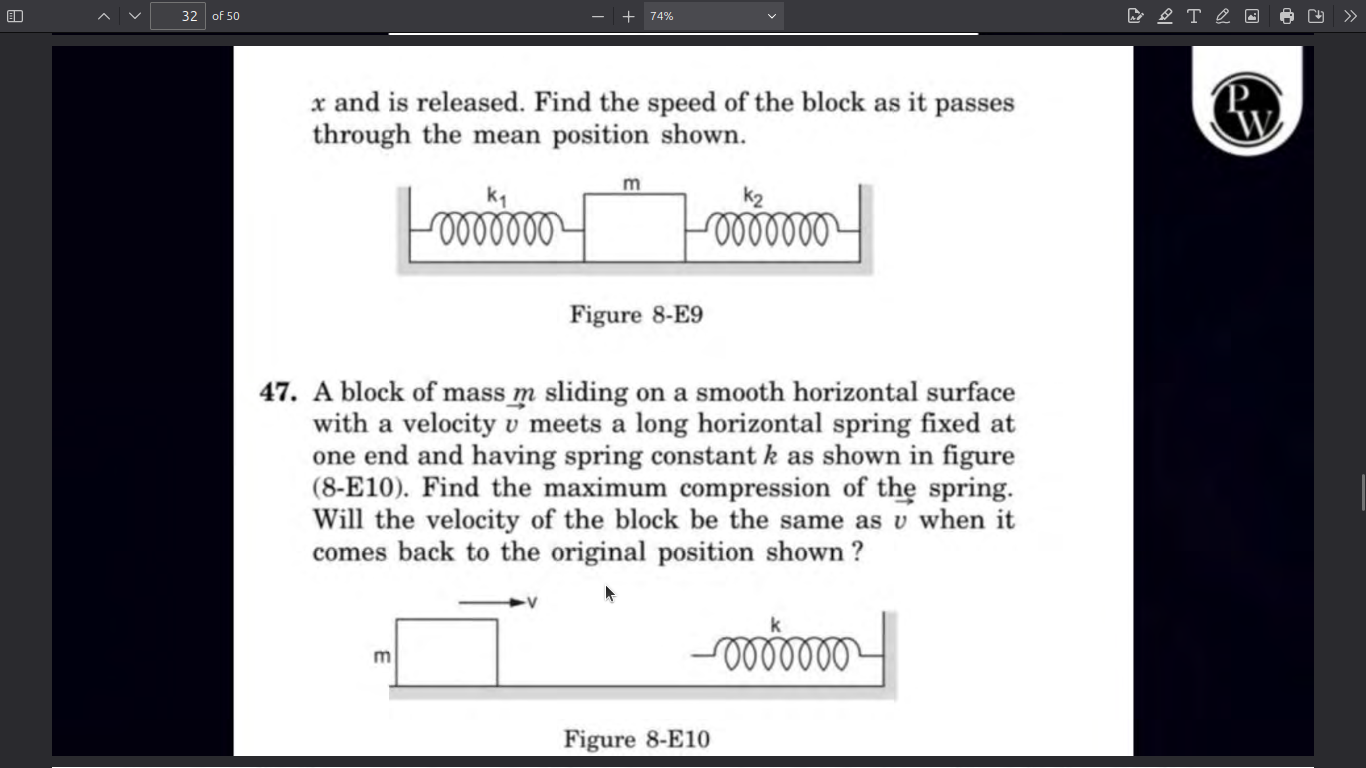 32 of 50
74%
x and is released. Find the speed of the block as it passes
through the mean position shown.
k1 m k2
Figure 8-E9
47. A block of mass m sliding on a smooth horizontal surface
with a velocity v⃗ meets a long horizontal spring fixed at
one end and having spring constant k as shown in figure
(8-E10). Find the maximum compression of the spring.
Will the velocity of the block be the same as v⃗ when it
comes back to the original position shown ?
v
k
m
Figure 8-E10
P
W